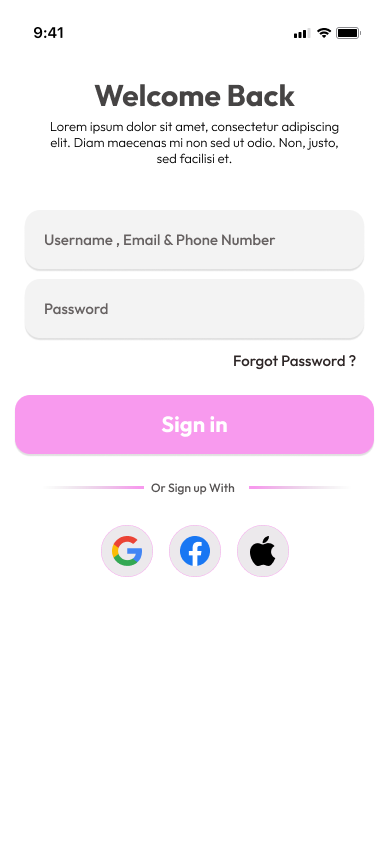 9:41
Welcome Back
Lorem ipsum dolor sit amet, consectetur adipiscing
elit. Diam maecenas mi non sed ut odio. Non, justo,
sed facilisi et.
Username , Email & Phone Number
Password
Forgot Password ?
Sign in
Or Sign up With